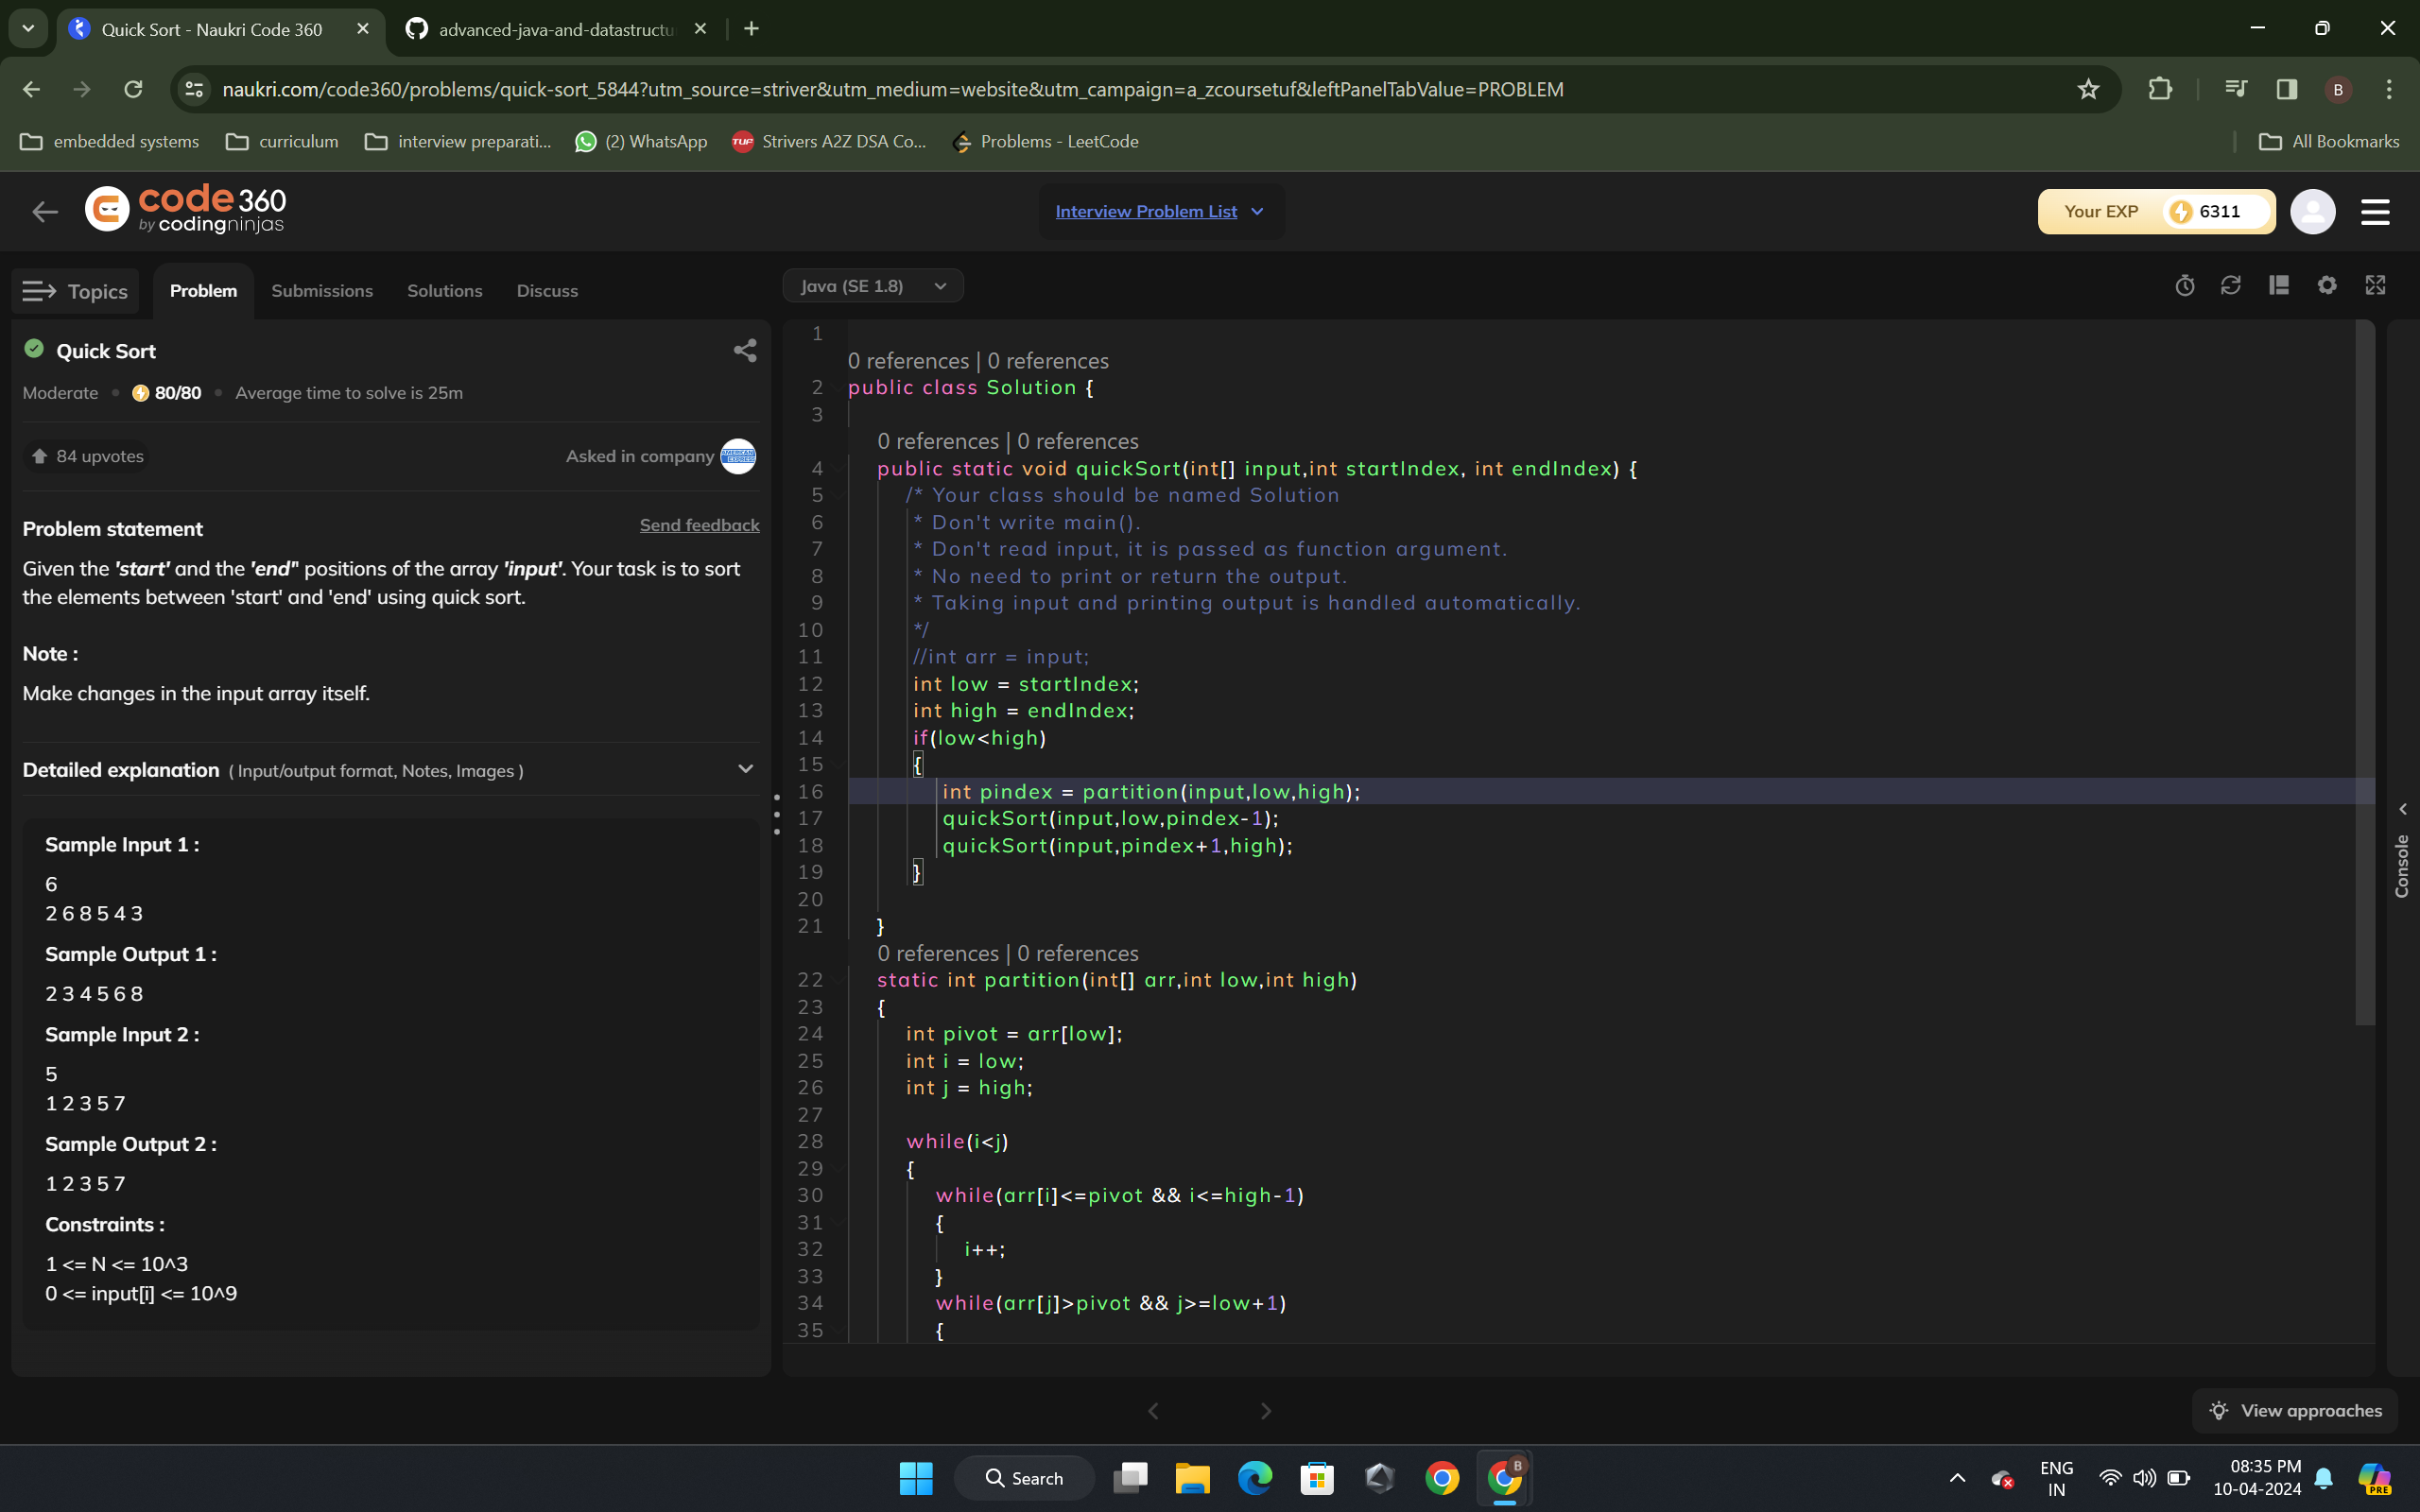 Quick Sort - Naukri Code 360
advanced-java-and-datastructu
naukri.com/code360/problems/quick-sort_5844?utm_source=striver&utm_medium=website&utm_campaign=a_zcoursetuf&leftPanelTabValue=PROBLEM
B
embedded systems
curriculum
interview preparati...
(2) WhatsApp
TUF
Strivers A2Z DSA Co...
Problems - LeetCode
All Bookmarks
code 360
by codingninjas
Interview Problem List
Your EXP
6311
Topics
Problem
Submissions
Solutions
Discuss
Quick Sort
Moderate
80/80
Average time to solve is 25m
84 upvotes
Asked in company
AMERICAN EXPRESS
Problem statement
Send feedback
Given the 'start' and the 'end" positions of the array 'input'. Your task is to sort
the elements between 'start' and 'end' using quick sort.
Note :
Make changes in the input array itself.
Detailed explanation ( Input/output format, Notes, Images )
Sample Input 1 :
6
2 6 8 5 4 3
Sample Output 1 :
2 3 4 5 6 8
Sample Input 2 :
5
1 2 3 5 7
Sample Output 2 :
1 2 3 5 7
Constraints :
1 <= N <= 10^3
0 <= input[i] <= 10^9
Java (SE 1.8)
1
0 references | 0 references
2 public class Solution {
3
0 references | 0 references
4 public static void quickSort(int[] input,int startIndex, int endIndex) {
5 /* Your class should be named Solution
6 * Don't write main().
7 * Don't read input, it is passed as function argument.
8 * No need to print or return the output.
9 * Taking input and printing output is handled automatically.
10 */
11 //int arr = input;
12 int low = startIndex;
13 int high = endIndex;
14 if(low<high)
15 {
16 int pindex = partition(input,low,high);
17 quickSort(input,low,pindex-1);
18 quickSort(input,pindex+1,high);
19 }
20
21 }
0 references | 0 references
22 static int partition(int[] arr,int low,int high)
23 {
24 int pivot = arr[low];
25 int i = low;
26 int j = high;
27
28 while(i<j)
29 {
30 while(arr[i]<=pivot && i<=high-1)
31 {
32 i++;
33 }
34 while(arr[j]>pivot && j>=low+1)
35 {
Console
View approaches
Search
B
ENG
IN
08:35 PM
10-04-2024
PRE